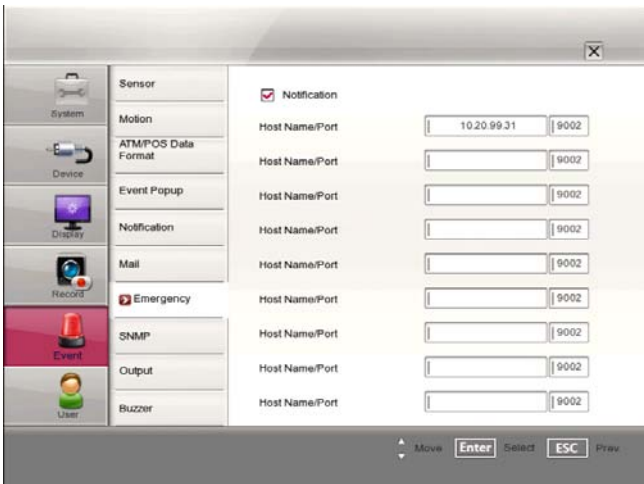 X
System
Device
Display
Record
Event
User
Sensor
Motion
ATM/POS Data
Format
Event Popup
Notification
Mail
Emergency
SNMP
Output
Buzzer
Notification
Host Name/Port 10.20.99.31 9002
Host Name/Port 9002
Host Name/Port 9002
Host Name/Port 9002
Host Name/Port 9002
Host Name/Port 9002
Host Name/Port 9002
Host Name/Port 9002
Host Name/Port 9002
Move Enter Select ESC Prev.